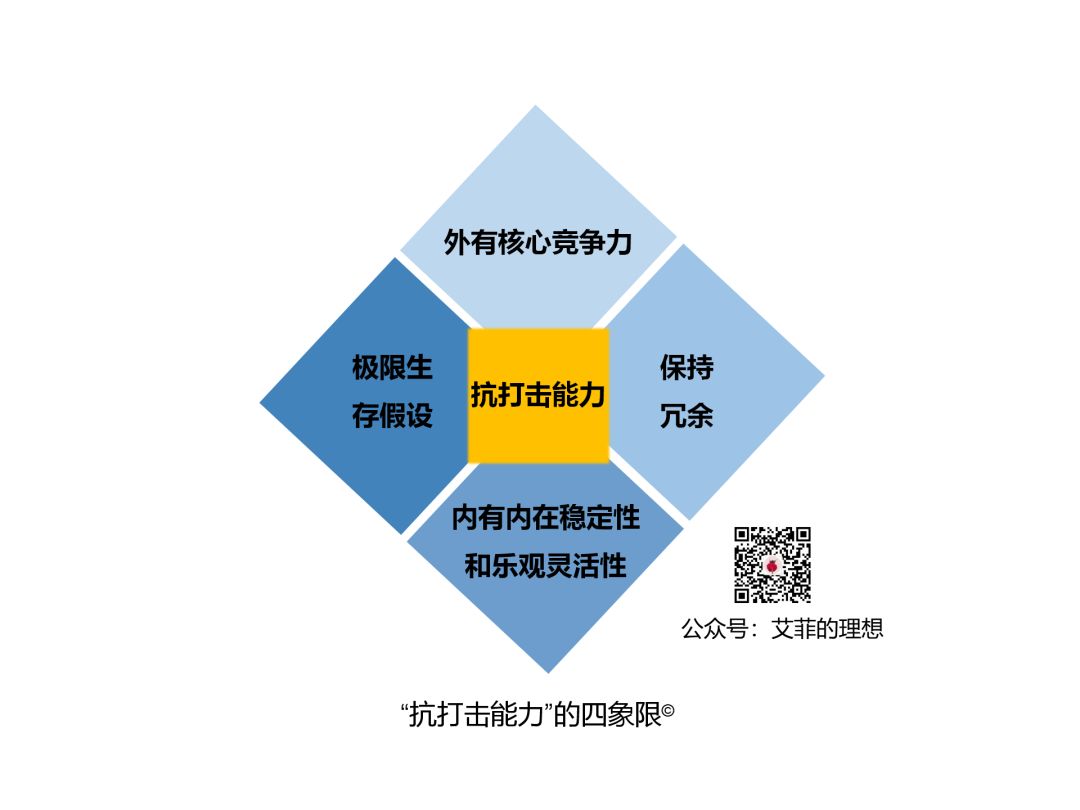 外有核心竞争力
极限生
存假设
抗打击能力
保持
冗余
内有内在稳定性
和乐观灵活性
公众号：艾菲的理想
“抗打击能力”的四象限©